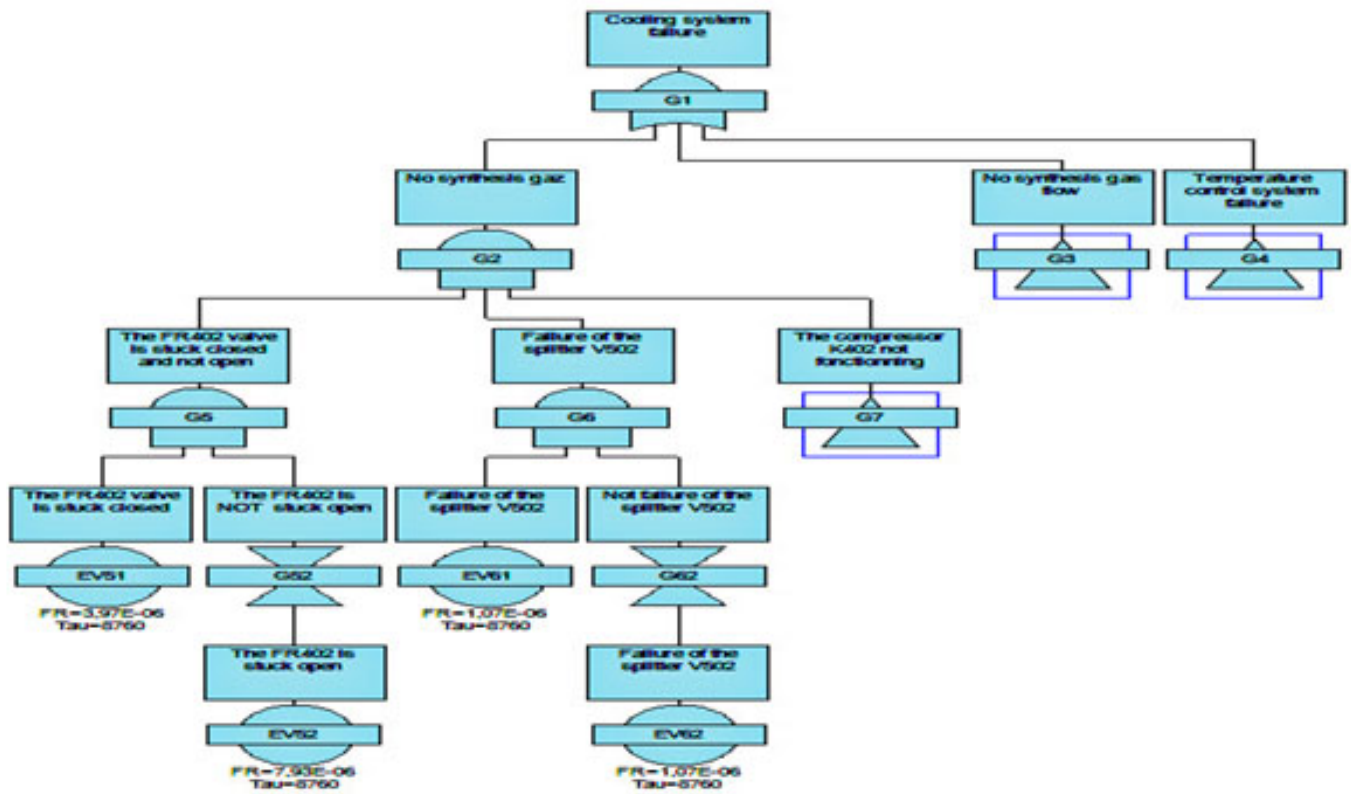 Cooling system
failure
G1
No synthesis gaz
No synthesis gas
flow
Temperature
control system
failure
G2
G3
G4
The FR402 valve
is stuck closed
and not open
Failure of the
splitter V502
The compressor
K402 not
fonctionning
G5
G6
G7
The FR402 valve
is stuck closed
The FR402 is
NOT stuck open
Failure of the
splitter V502
Not failure of the
splitter V502
EV51
G52
EV61
G62
FR=3,97E-06
Tau=8760
FR=1,07E-06
Tau=8760
The FR402 is
stuck open
Failure of the
splitter V502
EV52
EV62
FR=7,93E-06
Tau=8760
FR=1,07E-06
Tau=8760